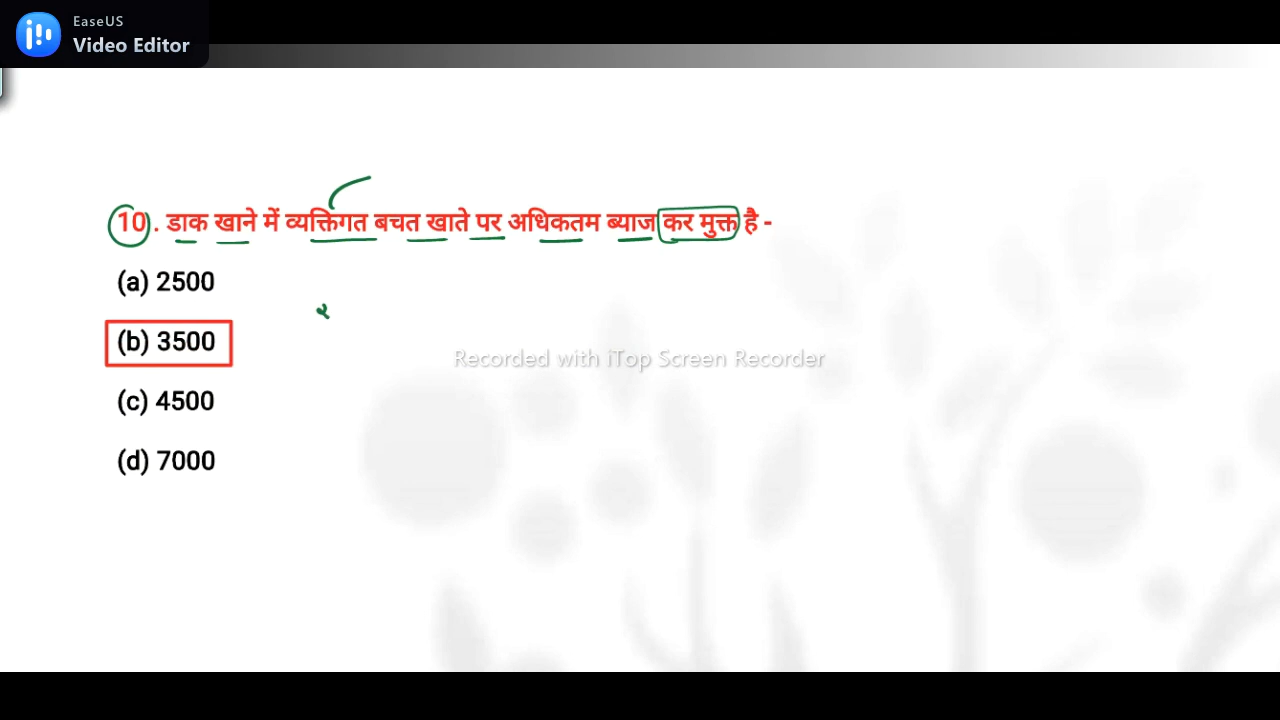 EaseUS
Video Editor
10. डाक खाने में व्यक्तिगत बचत खाते पर अधिकतम ब्याज कर मुक्त है -
(a) 2500
(b) 3500
Recorded with iTop Screen Recorder
(c) 4500
(d) 7000